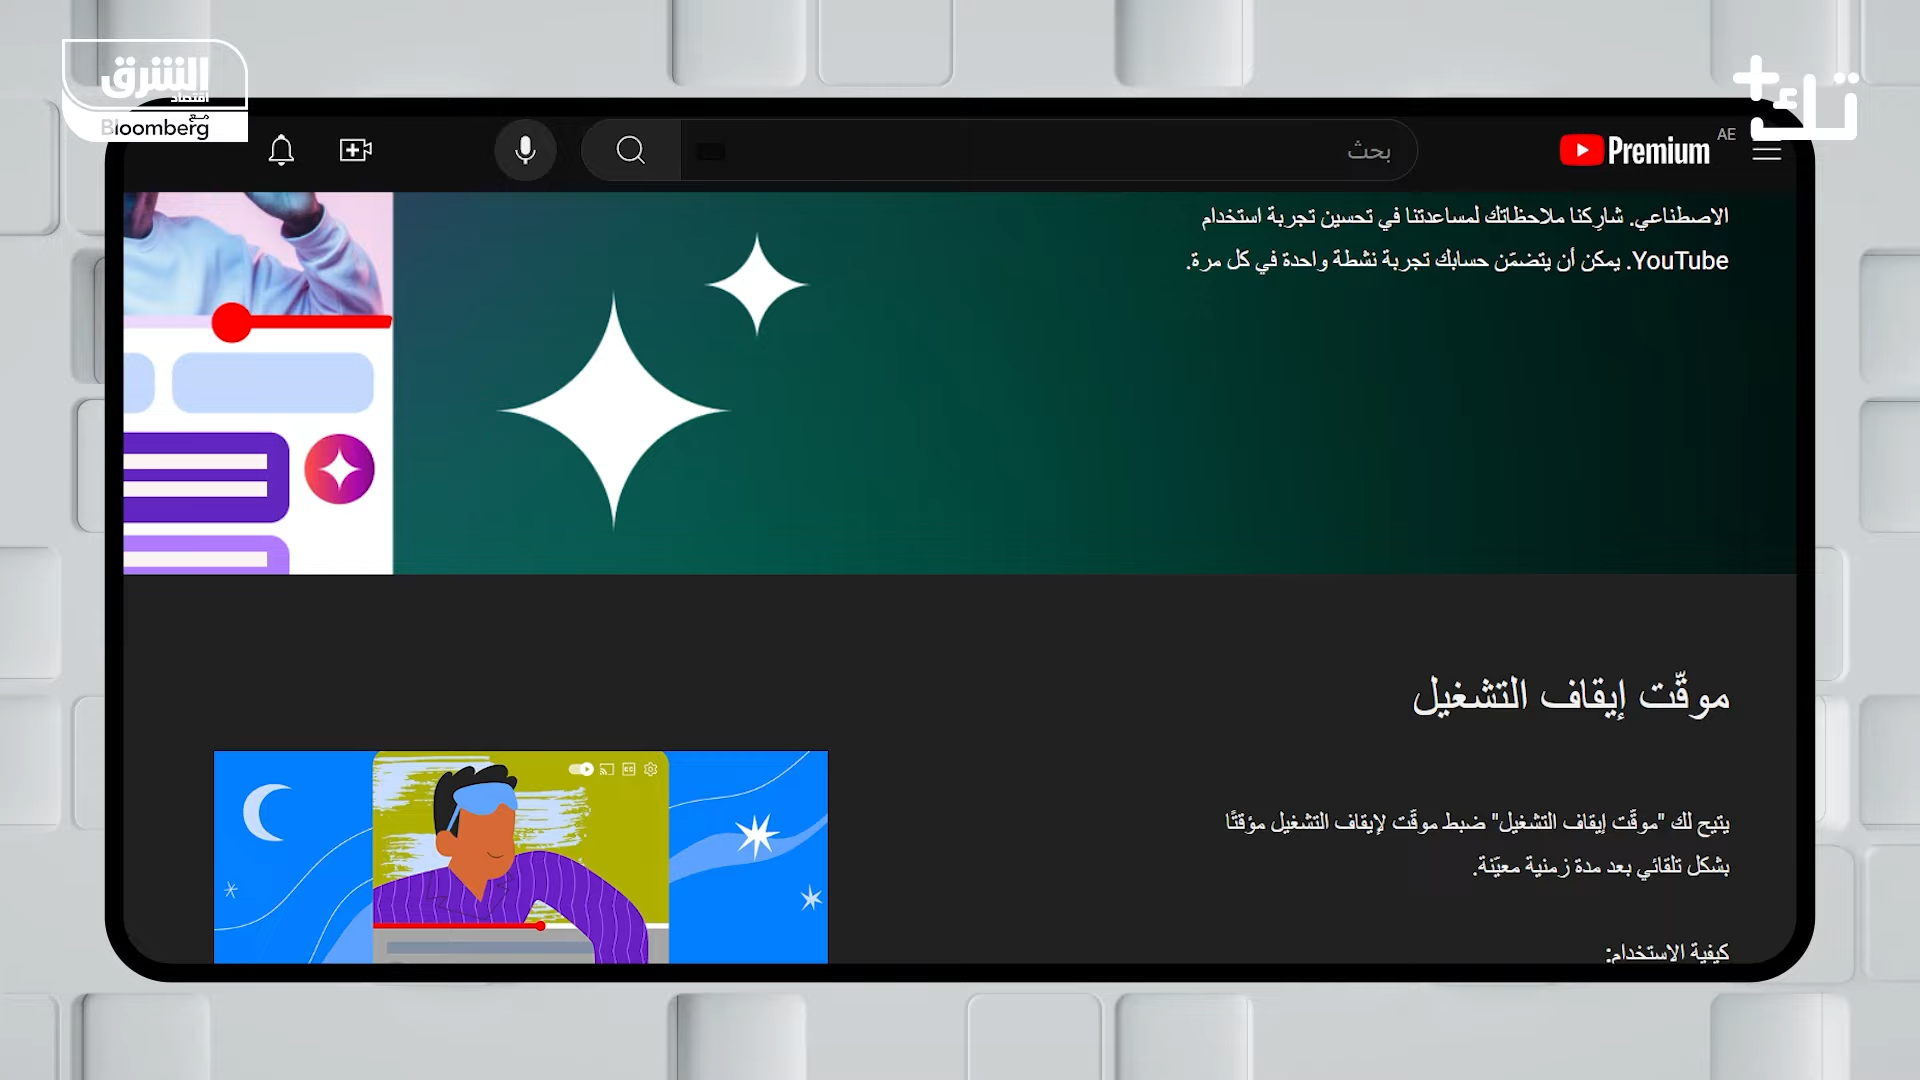 الشرق
اقتصاد
مع
Bloomberg
تك+
Premium
AE
بحث
الاصطناعي. شارِكنا ملاحظاتك لمساعدتنا في تحسين تجربة استخدام
YouTube. يمكن أن يتضمّن حسابك تجربة نشطة واحدة في كل مرة.
موقّت إيقاف التشغيل
يتيح لك "موقّت إيقاف التشغيل" ضبط موقّت لإيقاف التشغيل مؤقتًا
بشكل تلقائي بعد مدة زمنية معيّنة.
كيفية الاستخدام: